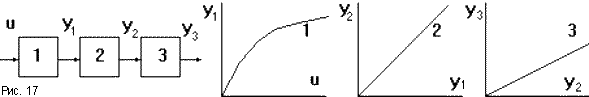 u y₁ y₂ y₃
1 2 3
Рис. 17
y₁ 1 u
y₂ 2 y₁
y₃ 3 y₂